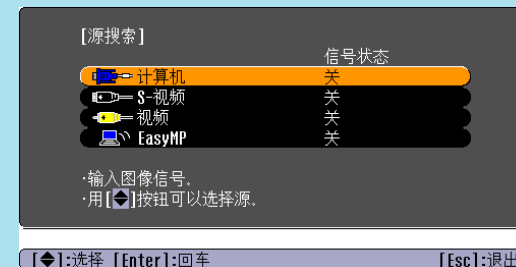 [源搜索]
信号状态
计算机 关
S-视频 关
视频 关
EasyMP 关
·输入图像信号.
·用[◆]按钮可以选择源.
[◆]:选择 [Enter]:回车 [Esc]:退出